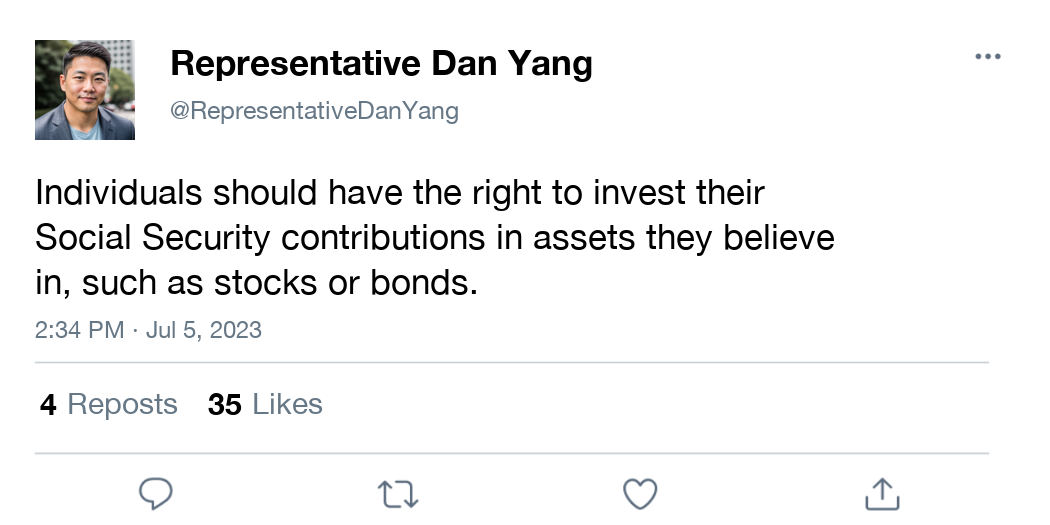 Representative Dan Yang
@RepresentativeDanYang
Individuals should have the right to invest their
Social Security contributions in assets they believe
in, such as stocks or bonds.
2:34 PM · Jul 5, 2023
4 Reposts 35 Likes